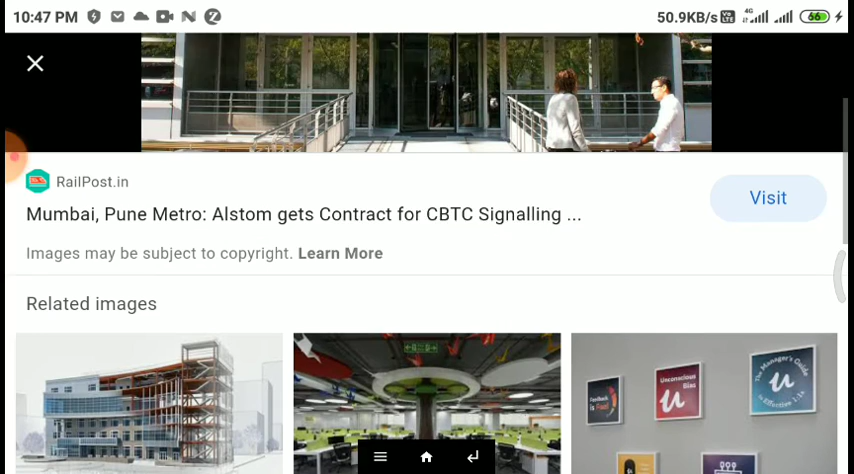 10:47 PM
50.9KB/s
4G
66
RailPost.in
Visit
Mumbai, Pune Metro: Alstom gets Contract for CBTC Signalling ...
Images may be subject to copyright. Learn More
Related images
Feedback is Food
Unconscious Bias
The Manager's Guide to Effective 1:1s